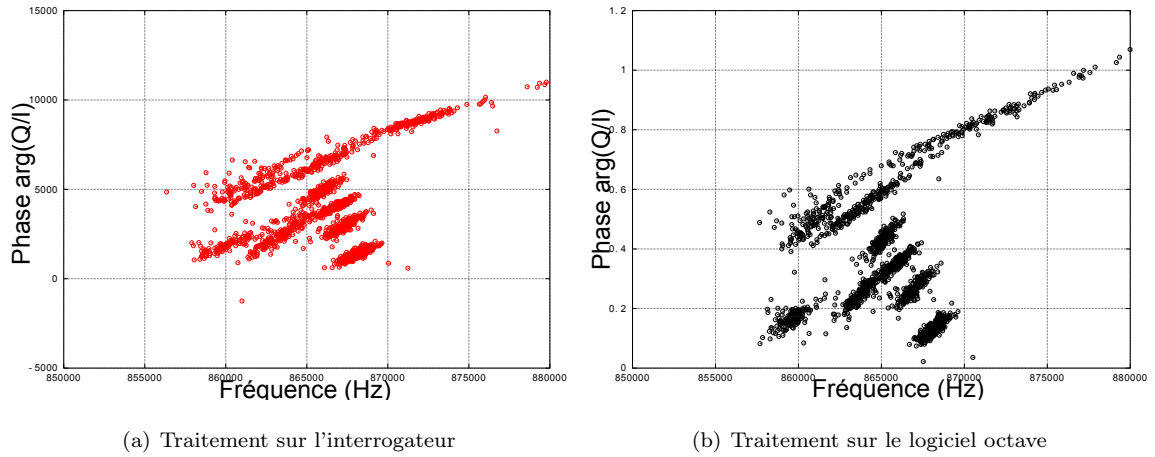 15000
10000
5000
0
-5000
Phase arg(Q/I)
850000 855000 860000 865000 870000 875000 880000
Fréquence (Hz)
(a) Traitement sur l'interrogateur
1.2
1
0.8
0.6
0.4
0.2
0
Phase arg(Q/I)
850000 855000 860000 865000 870000 875000 880000
Fréquence (Hz)
(b) Traitement sur le logiciel octave